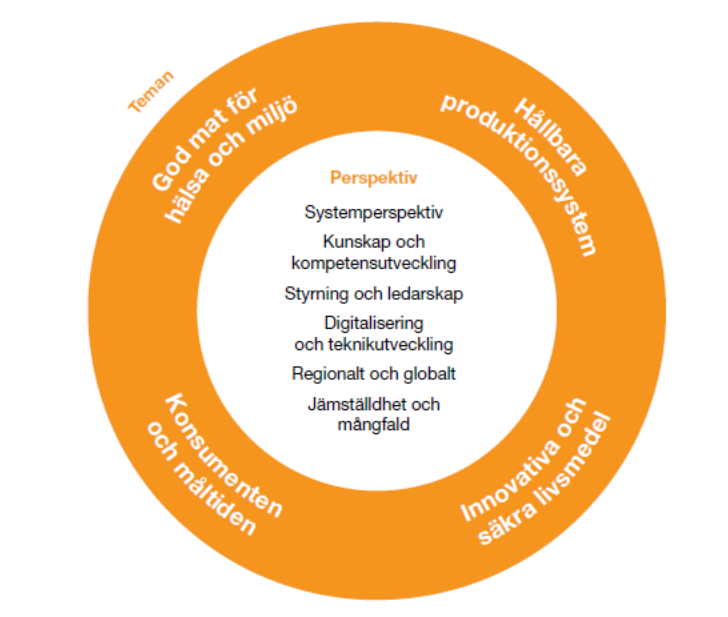 Teman
God mat för
hälsa och miljö
Hållbara
produktionssystem
Perspektiv
Systemperspektiv
Kunskap och
kompetensutveckling
Styrning och ledarskap
Digitalisering
och teknikutveckling
Regionalt och globalt
Jämställdhet och
mångfald
Konsumenten
och måltiden
Innovativa och
säkra livsmedel